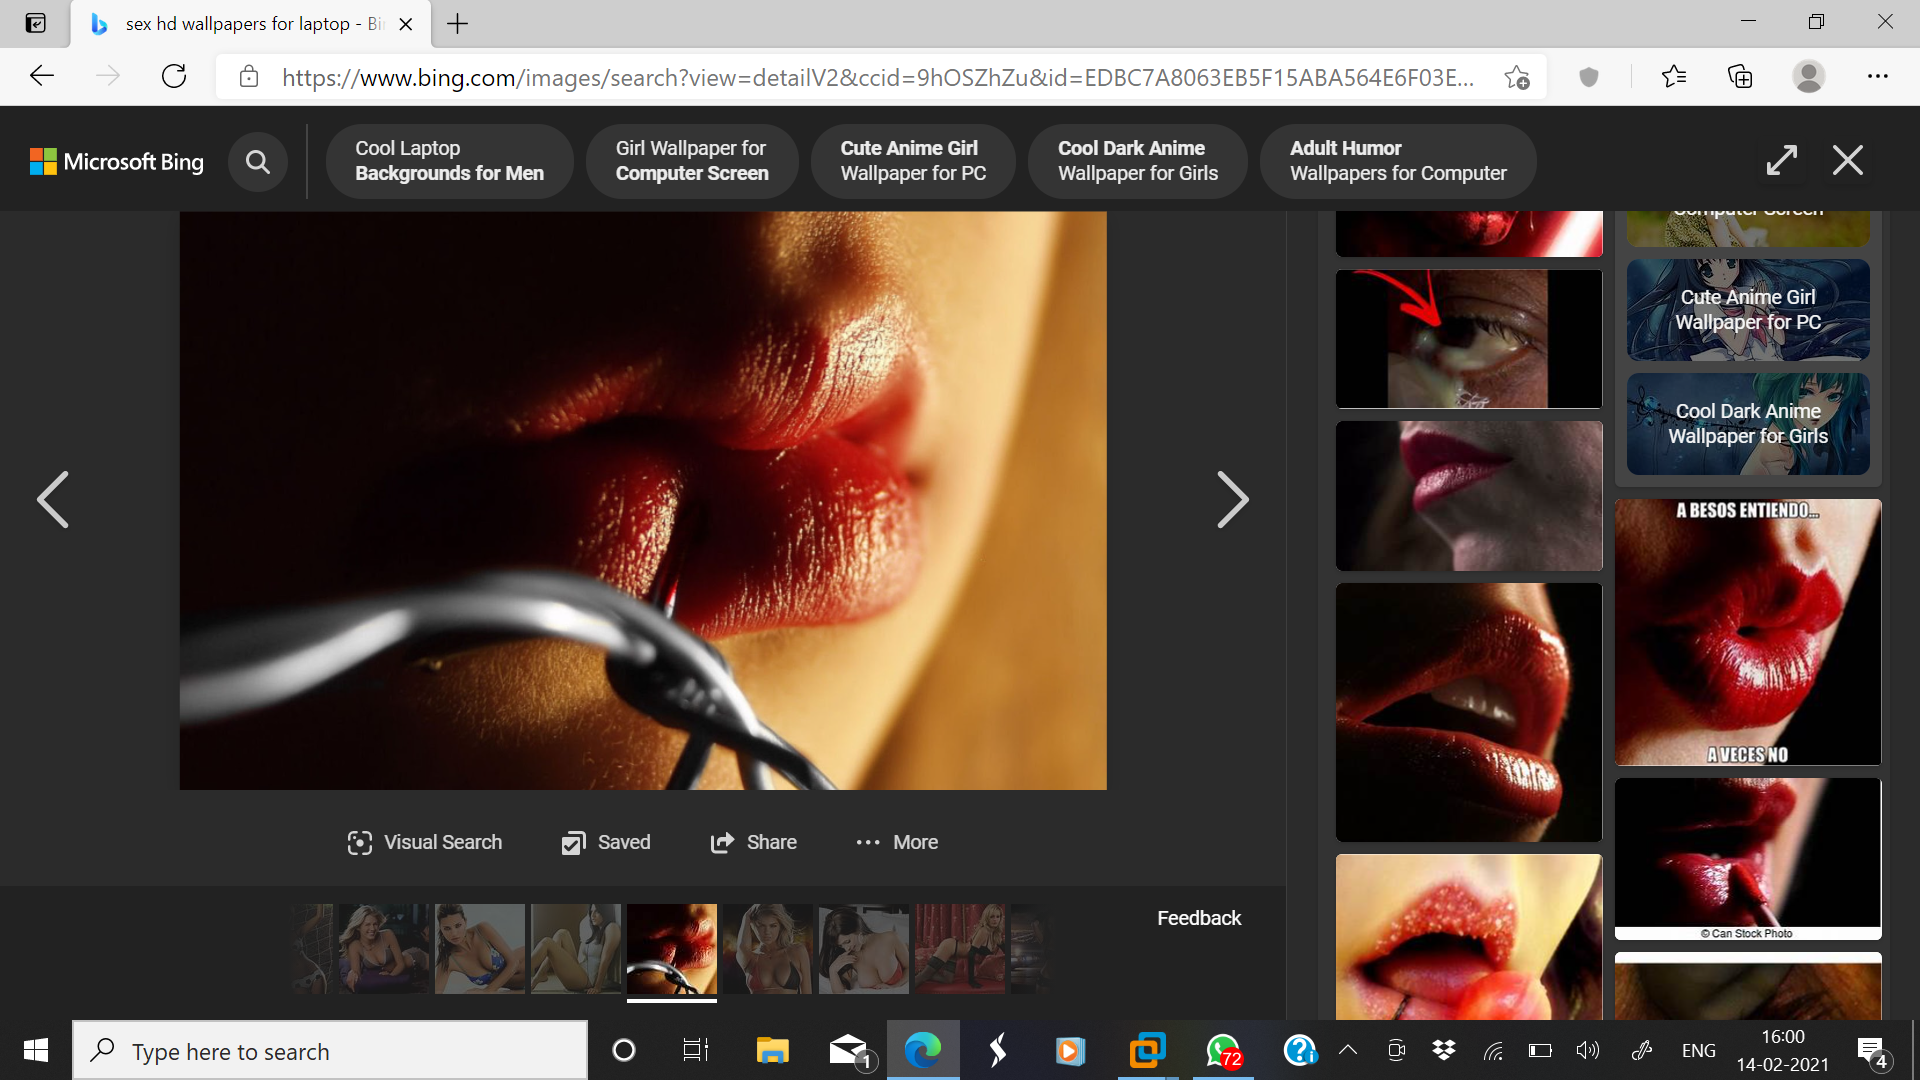 sex hd wallpapers for laptop - Bi
https://www.bing.com/images/search?view=detailV2&ccid=9hOSZhZu&id=EDBC7A8063EB5F15ABA564E6F03E...
Microsoft Bing
Cool Laptop
Backgrounds for Men
Girl Wallpaper for
Computer Screen
Cute Anime Girl
Wallpaper for PC
Cool Dark Anime
Wallpaper for Girls
Adult Humor
Wallpapers for Computer
Computer Screen
Cute Anime Girl
Wallpaper for PC
Cool Dark Anime
Wallpaper for Girls
A BESOS ENTIENDO...
A VECES NO
© Can Stock Photo
Visual Search
Saved
Share
More
Feedback
Type here to search
1
72
ENG
16:00
14-02-2021
4